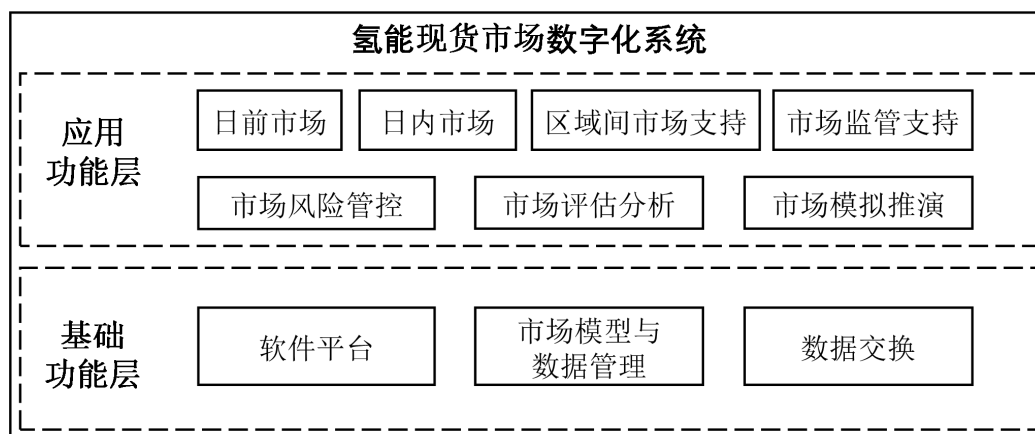 氢能现货市场数字化系统
应用
功能层
日前市场
日内市场
区域间市场支持
市场监管支持
市场风险管控
市场评估分析
市场模拟推演
基础
功能层
软件平台
市场模型与
数据管理
数据交换